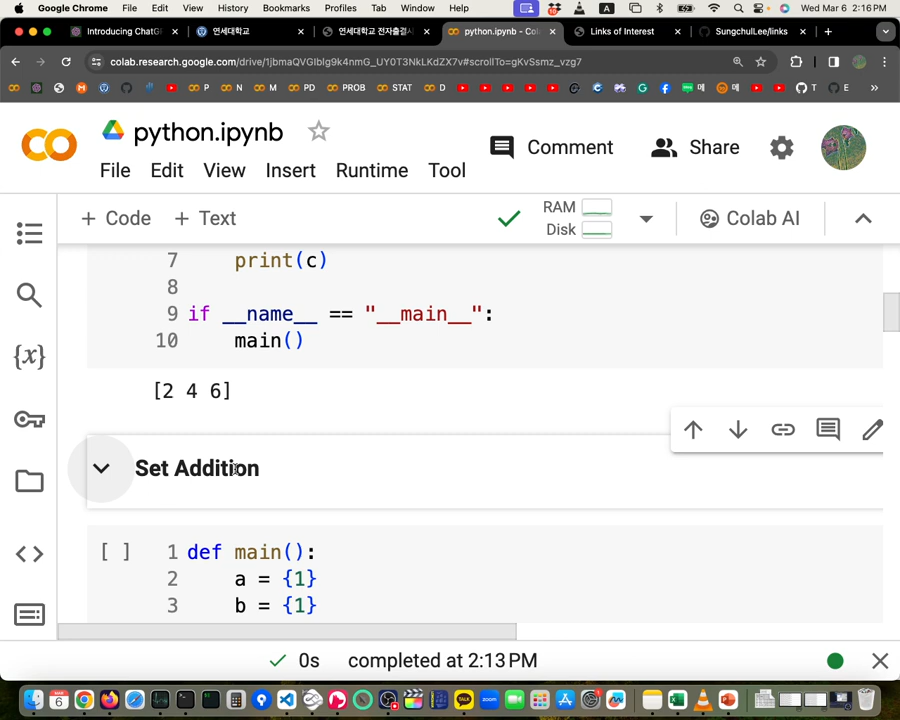 Google Chrome File Edit View History Bookmarks Profiles Tab Window Help A Wed Mar 6 2:16 PM
Introducing ChatG 연세대학교 연세대학교 전자출결시 python.ipynb - Col Links of Interest SungchulLee/links
colab.research.google.com/drive/1jbmaQVGIblg9k4nmG_UY0T3NkLKdZX7v#scrollTo=gKvSsmz_vzg7
P N M PD PROB STAT D 메 메 T E »
python.ipynb
Comment Share
File Edit View Insert Runtime Tool
+ Code + Text RAM Disk Colab AI
7 print(c)
8
9 if __name__ == "__main__":
10 main()
[2 4 6]
Set Addition
[ ] 1 def main():
2 a = {1}
3 b = {1}
0s completed at 2:13 PM